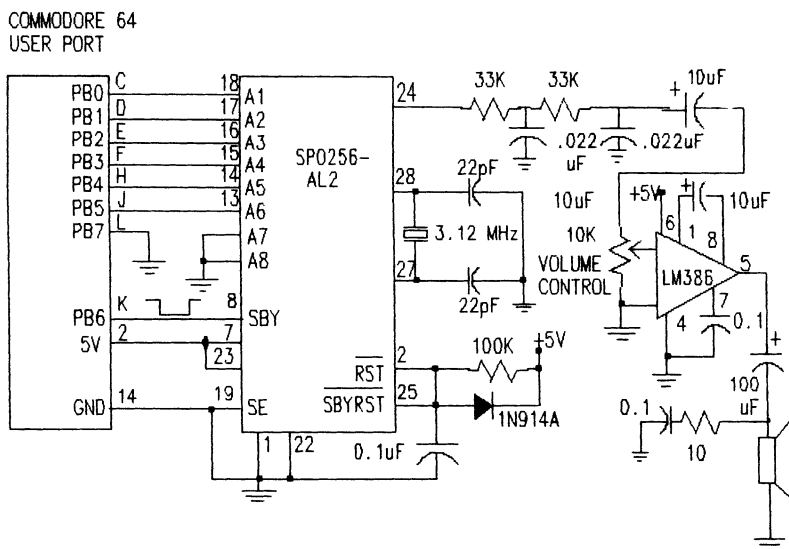 COMMODORE 64
USER PORT
PB0 C 18 A1
PB1 D 17 A2
PB2 E 16 A3
PB3 F 15 A4
PB4 H 14 A5
PB5 J 13 A6
PB7 L
A7
A8
PB6 K 8 SBY
5V 2 7
23
GND 14 19 SE
1 22
SPO256-
AL2
24
33K 33K
10uF
+
.022
uF
.022uF
28
22pF
3.12 MHz
27
22pF
2 RST
25 SBYRST
100K
+5V
1N914A
0.1uF
10uF
10K
VOLUME
CONTROL
+5V
+
10uF
6 1 8
LM386
5
4 7
0.1
+
100
uF
0.1
10